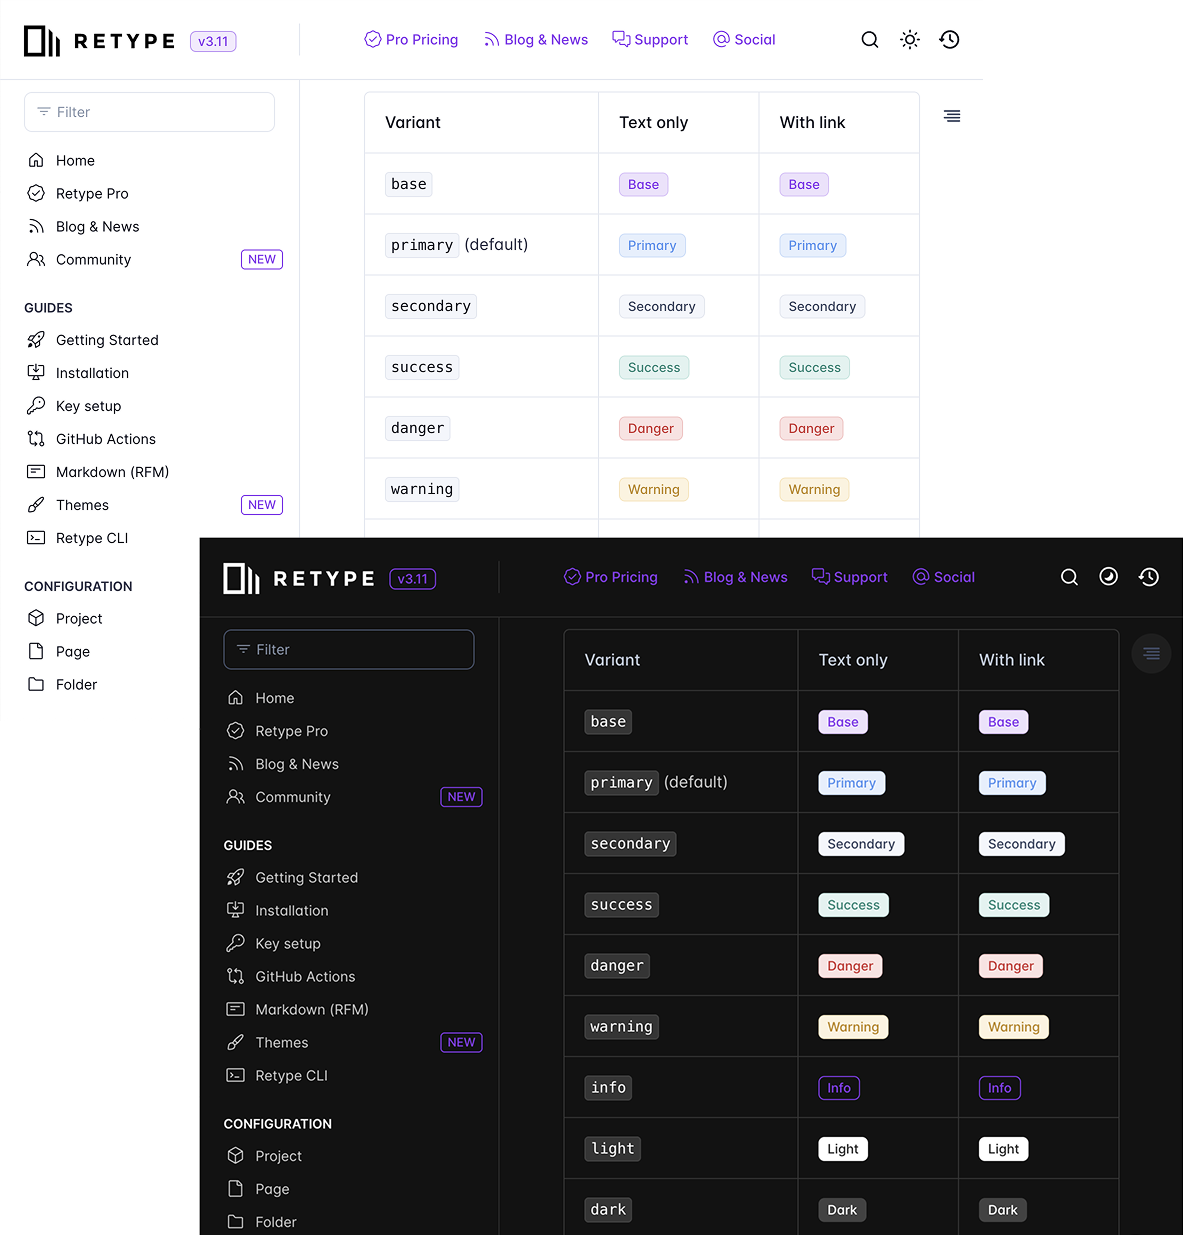 RETYPE v3.11
Pro Pricing Blog & News Support Social
Filter
Home
Retype Pro
Blog & News
Community NEW
GUIDES
Getting Started
Installation
Key setup
GitHub Actions
Markdown (RFM)
Themes NEW
Retype CLI
CONFIGURATION
Project
Page
Folder
Variant Text only With link
base Base Base
primary (default) Primary Primary
secondary Secondary Secondary
success Success Success
danger Danger Danger
warning Warning Warning
RETYPE v3.11
Pro Pricing Blog & News Support Social
Filter
Home
Retype Pro
Blog & News
Community NEW
GUIDES
Getting Started
Installation
Key setup
GitHub Actions
Markdown (RFM)
Themes NEW
Retype CLI
CONFIGURATION
Project
Page
Folder
Variant Text only With link
base Base Base
primary (default) Primary Primary
secondary Secondary Secondary
success Success Success
danger Danger Danger
warning Warning Warning
info Info Info
light Light Light
dark Dark Dark